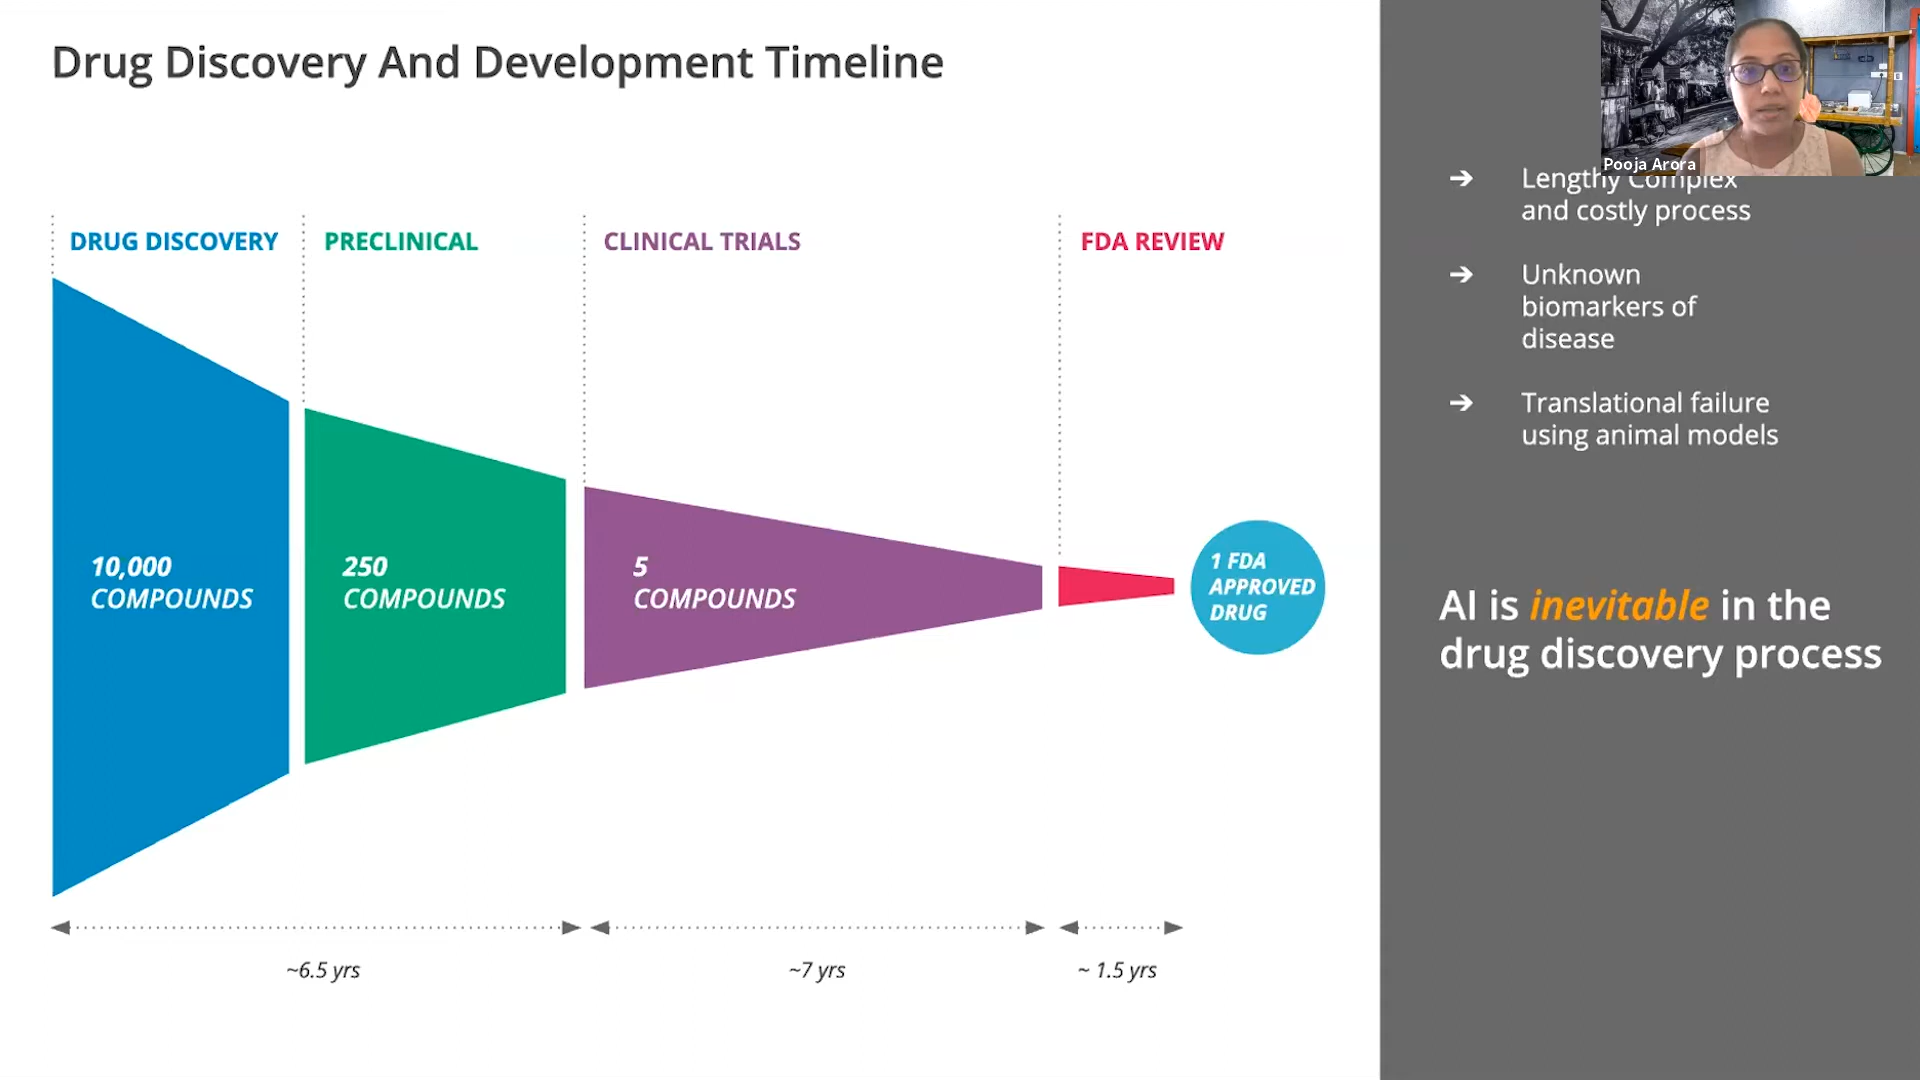 Drug Discovery And Development Timeline
DRUG DISCOVERY
PRECLINICAL
CLINICAL TRIALS
FDA REVIEW
10,000
COMPOUNDS
250
COMPOUNDS
5
COMPOUNDS
1 FDA
APPROVED
DRUG
~6.5 yrs
~7 yrs
~ 1.5 yrs
Pooja Arora
➔ Lengthy Complex
and costly process
➔ Unknown
biomarkers of
disease
➔ Translational failure
using animal models
AI is inevitable in the
drug discovery process